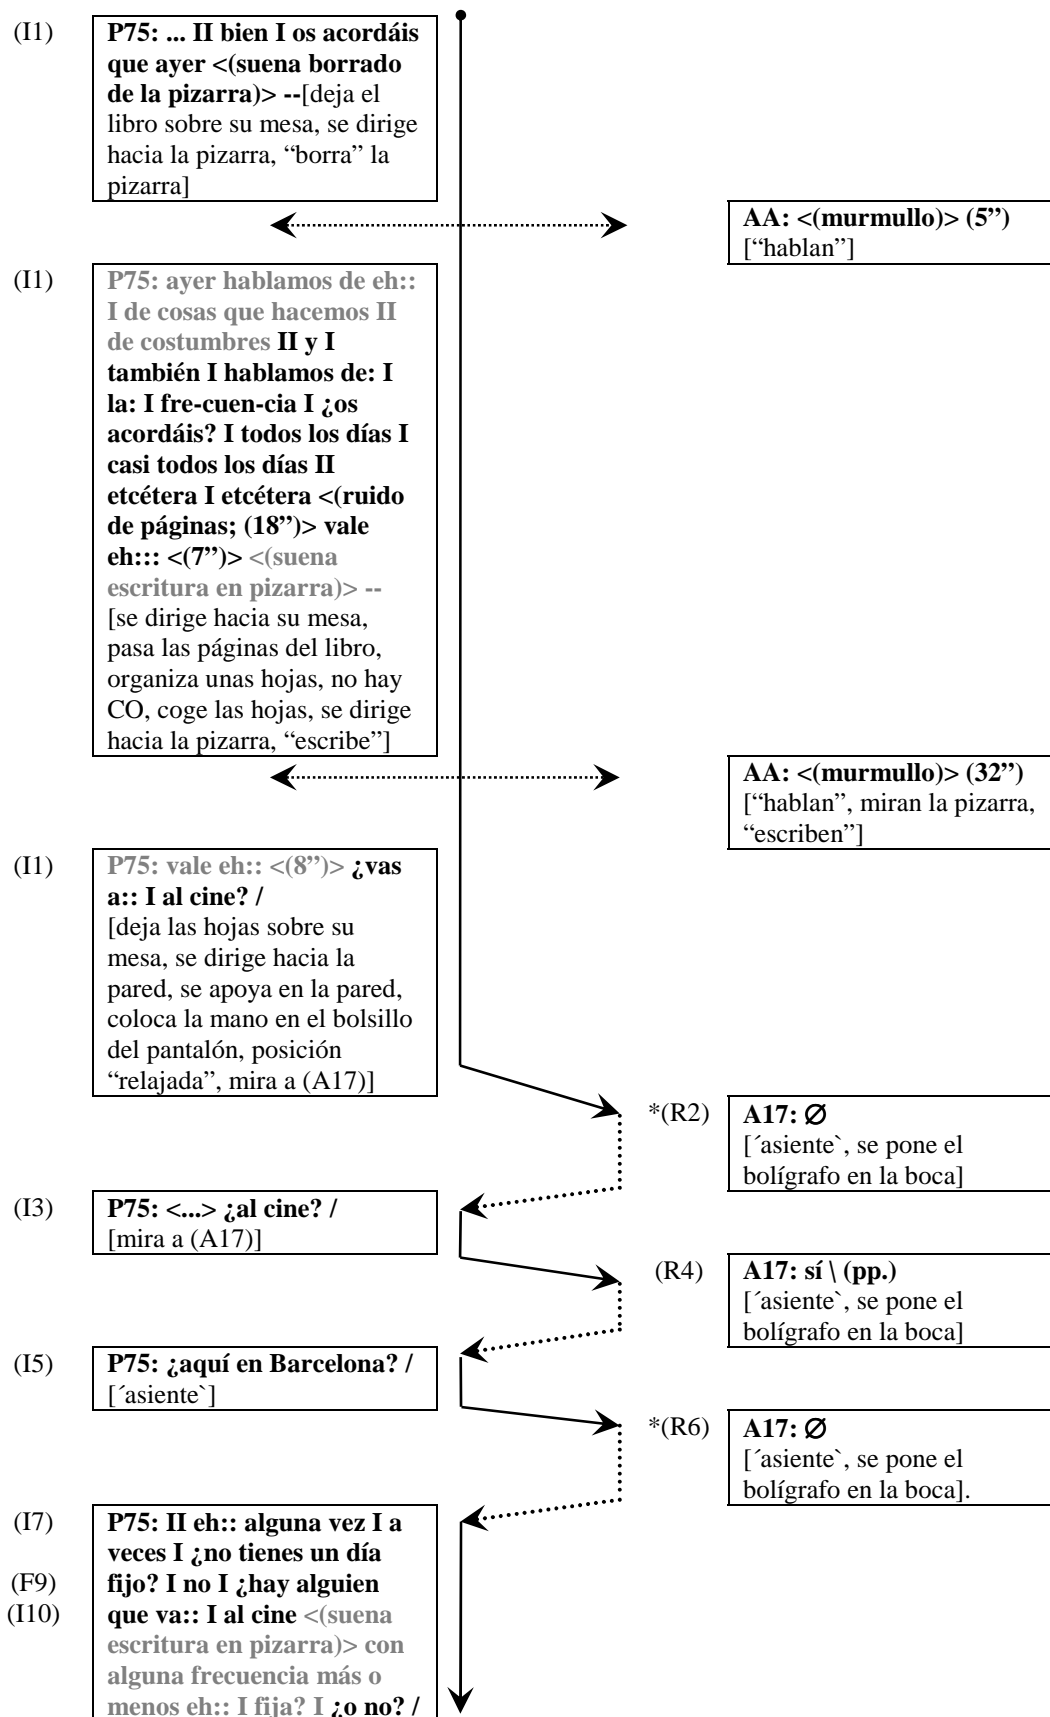 (I1) P75: ... II bien I os acordáis
que ayer <(suena borrado
de la pizarra)> --[deja el
libro sobre su mesa, se dirige
hacia la pizarra, “borra” la
pizarra]
AA: <(murmullo)> (5”)
[“hablan”]
(I1) P75: ayer hablamos de eh::
I de cosas que hacemos II
de costumbres II y I
también I hablamos de: I
la: I fre-cuen-cia I ¿os
acordáis? I todos los días I
casi todos los días II
etcétera I etcétera <(ruido
de páginas; (18”)> vale
eh::: <(7”)> <(suena
escritura en pizarra)> --
[se dirige hacia su mesa,
pasa las páginas del libro,
organiza unas hojas, no hay
CO, coge las hojas, se dirige
hacia la pizarra, “escribe”]
AA: <(murmullo)> (32”)
[“hablan”, miran la pizarra,
“escriben”]
(I1) P75: vale eh:: <(8”)> ¿vas
a:: I al cine? /
[deja las hojas sobre su
mesa, se dirige hacia la
pared, se apoya en la pared,
coloca la mano en el bolsillo
del pantalón, posición
“relajada”, mira a (A17)]
*(R2) A17: Ø
[´asiente`, se pone el
bolígrafo en la boca]
(I3) P75: <...> ¿al cine? /
[mira a (A17)]
(R4) A17: sí \ (pp.)
[´asiente`, se pone el
bolígrafo en la boca]
(I5) P75: ¿aquí en Barcelona? /
[´asiente`]
*(R6) A17: Ø
[´asiente`, se pone el
bolígrafo en la boca].
(I7) P75: II eh:: alguna vez I a
veces I ¿no tienes un día
(F9) fijo? I no I ¿hay alguien
(I10) que va:: I al cine <(suena
escritura en pizarra)> con
alguna frecuencia más o
menos eh:: I fija? I ¿o no? /